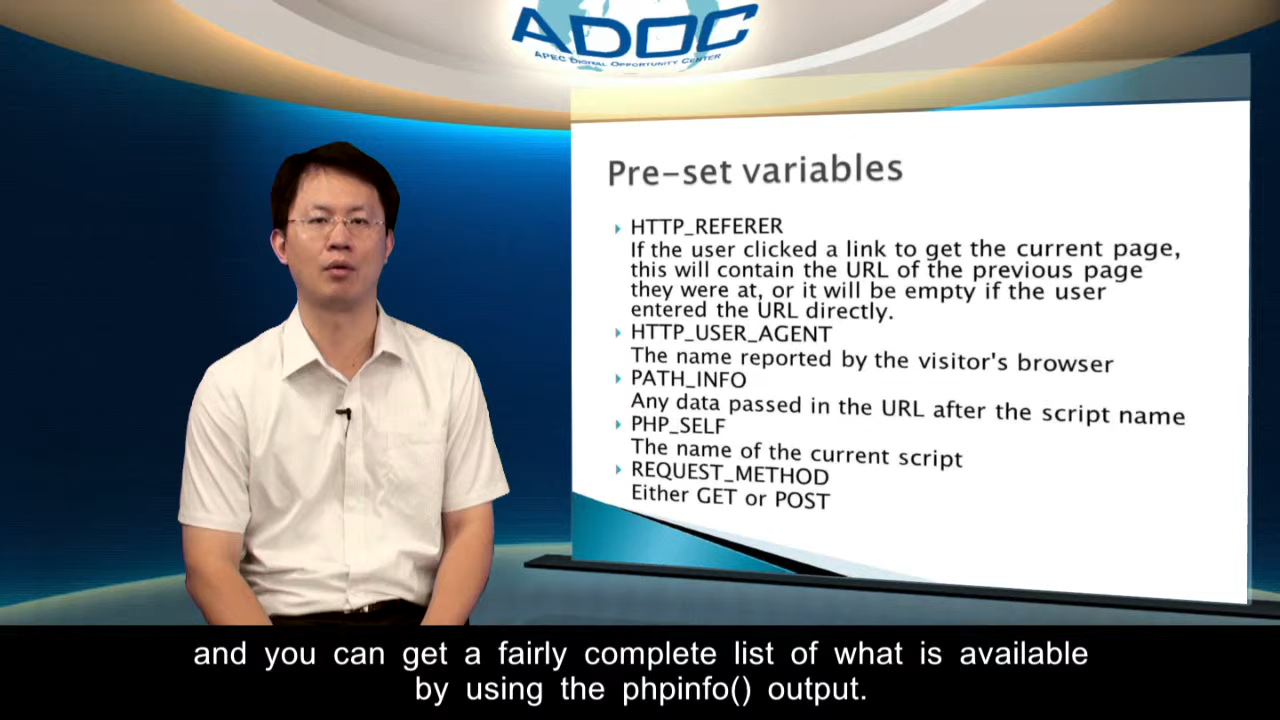 ADOC
APEC DIGITAL OPPORTUNITY CENTER
Pre-set variables
HTTP_REFERER
If the user clicked a link to get the current page,
this will contain the URL of the previous page
they were at, or it will be empty if the user
entered the URL directly.
HTTP_USER_AGENT
The name reported by the visitor's browser
PATH_INFO
Any data passed in the URL after the script name
PHP_SELF
The name of the current script
REQUEST_METHOD
Either GET or POST
and you can get a fairly complete list of what is available
by using the phpinfo() output.